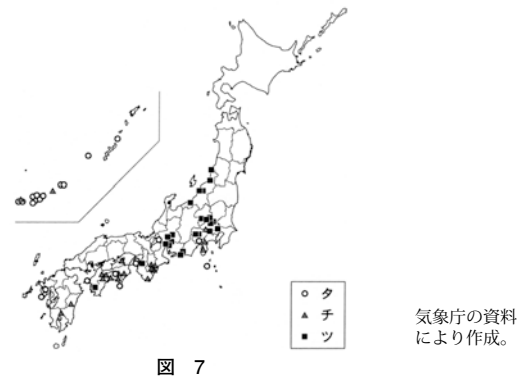 タ
チ
ツ
気象庁の資料
により作成。
図 7